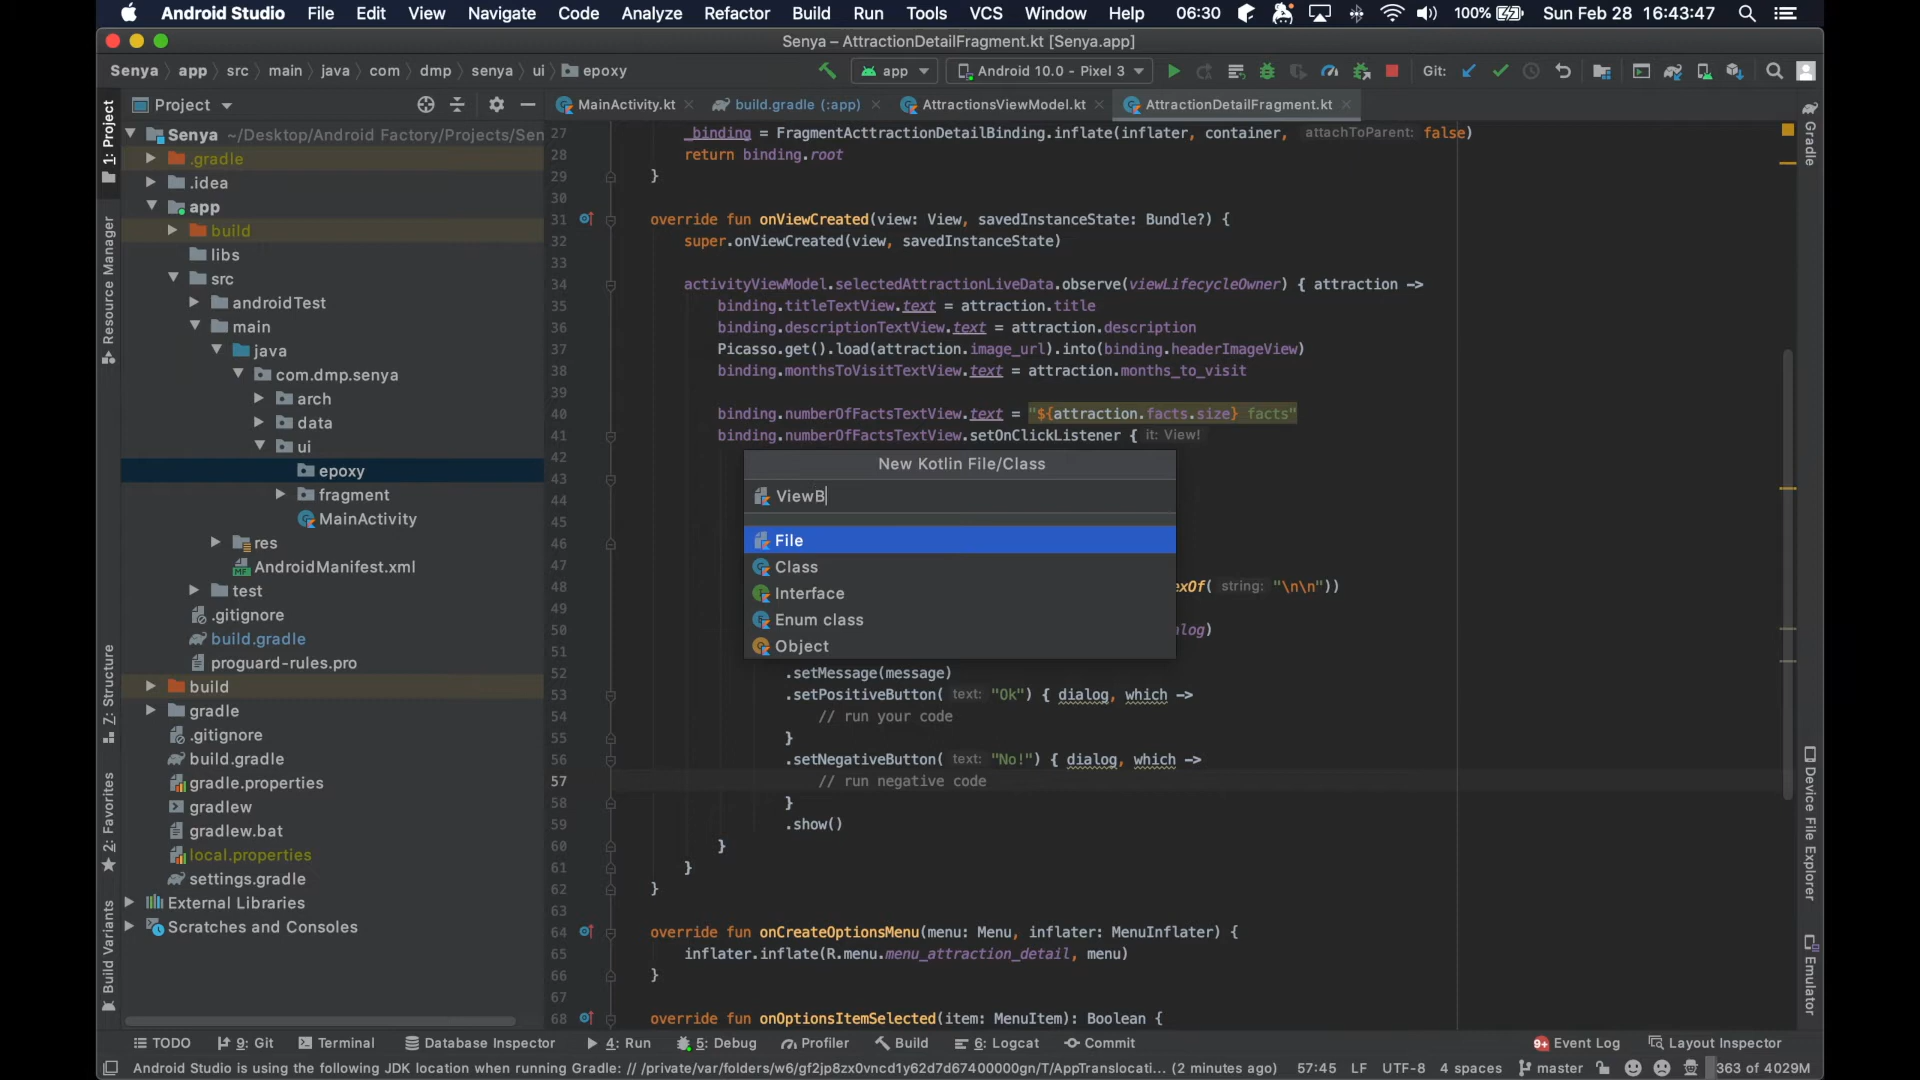 Android Studio File Edit View Navigate Code Analyze Refactor Build Run Tools VCS Window Help 06:30 100% Sun Feb 28 16:43:47
Senya – AttractionDetailFragment.kt [Senya.app]
Senya app src main java com dmp senya ui epoxy app Android 10.0 - Pixel 3 Git:
Project MainActivity.kt build.gradle (:app) AttractionsViewModel.kt AttractionDetailFragment.kt
1: Project
Resource Manager
Z: Structure
2: Favorites
Build Variants
Senya ~/Desktop/Android Factory/Projects/Sen
.gradle
.idea
app
build
libs
src
androidTest
main
java
com.dmp.senya
arch
data
ui
epoxy
fragment
MainActivity
res
AndroidManifest.xml
test
.gitignore
build.gradle
proguard-rules.pro
build
gradle
.gitignore
build.gradle
gradle.properties
gradlew
gradlew.bat
local.properties
settings.gradle
External Libraries
Scratches and Consoles
27 _binding = FragmentActtractionDetailBinding.inflate(inflater, container, attachToParent: false)
28 return binding.root
29 }
30
31 override fun onViewCreated(view: View, savedInstanceState: Bundle?) {
32 super.onViewCreated(view, savedInstanceState)
33
34 activityViewModel.selectedAttractionLiveData.observe(viewLifecycleOwner) { attraction ->
35 binding.titleTextView.text = attraction.title
36 binding.descriptionTextView.text = attraction.description
37 Picasso.get().load(attraction.image_url).into(binding.headerImageView)
38 binding.monthsToVisitTextView.text = attraction.months_to_visit
39
40 binding.numberOfFactsTextView.text = "${attraction.facts.size} facts"
41 binding.numberOfFactsTextView.setOnClickListener { it: View!
42
43
44
45
46
47
48 exOf( string: "\n\n"))
49
50 alog)
51
52 .setMessage(message)
53 .setPositiveButton( text: "Ok") { dialog, which ->
54 // run your code
55 }
56 .setNegativeButton( text: "No!") { dialog, which ->
57 // run negative code
58 }
59 .show()
60 }
61 }
62 }
63
64 override fun onCreateOptionsMenu(menu: Menu, inflater: MenuInflater) {
65 inflater.inflate(R.menu.menu_attraction_detail, menu)
66 }
67
68 override fun onOptionsItemSelected(item: MenuItem): Boolean {
New Kotlin File/Class
ViewB
File
Class
Interface
Enum class
Object
Gradle
Device File Explorer
Emulator
TODO 9: Git Terminal Database Inspector 4: Run 5: Debug Profiler Build 6: Logcat Commit 9+ Event Log Layout Inspector
Android Studio is using the following JDK location when running Gradle: // /private/var/folders/w6/gf2jp8zx0vncd1y62d7d67400000gn/T/AppTranslocati... (2 minutes ago) 57:45 LF UTF-8 4 spaces master 363 of 4029M